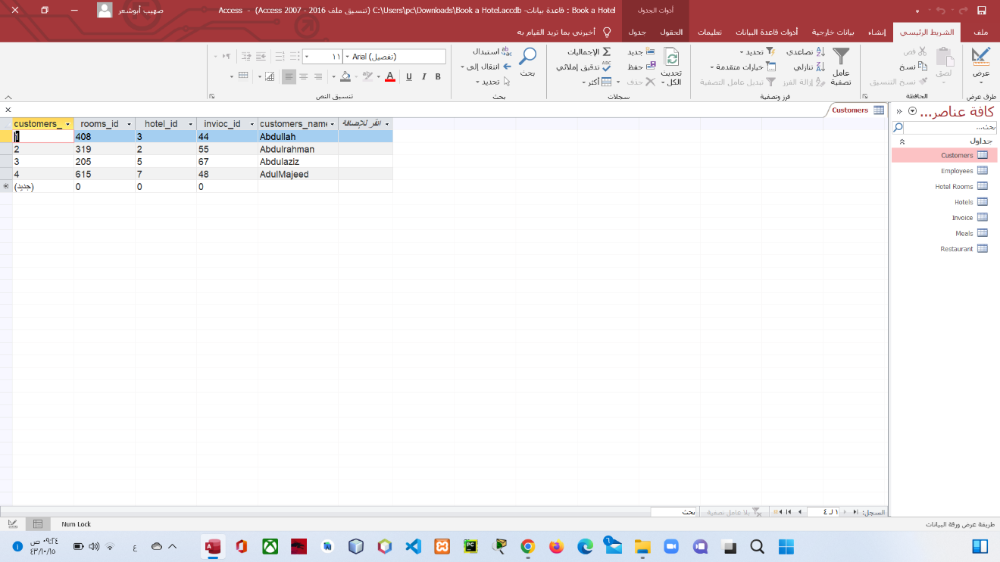 صهيب أبوشعر
Book a Hotel : قاعدة بيانات- C:\Users\pc\Downloads\Book a Hotel.accdb (تنسيق ملف Access 2007 - 2016) - Access
أدوات الجدول
ملف
الشريط الرئيسي
إنشاء
بيانات خارجية
أدوات قاعدة البيانات
تعليمات
الحقول
جدول
أخبرني بما تريد القيام به
عرض
لصق
قص
نسخ
نسخ التنسيق
عامل تصفية
تصاعدي
تنازلي
إزالة الفرز
تحديد
خيارات متقدمة
تبديل عامل التصفية
تحديث الكل
جديد
حفظ
حذف
الإجماليات
تدقيق إملائي
أكثر
بحث
استبدال
انتقال إلى
تحديد
Arial (تفصيل)
١١
B I U A
طرق عرض
الحافظة
فرز وتصفية
سجلات
بحث
تنسيق النص
كافة عناصر...
بحث...
جداول
Customers
Employees
Hotel Rooms
Hotels
Invoice
Meals
Restaurant
Customers
customers_ rooms_id hotel_id invioc_id customers_name انقر للإضافة
1 408 3 44 Abdullah
2 319 2 55 Abdulrahman
3 205 5 67 Abdulaziz
4 615 7 48 AdulMajeed
(جديد) 0 0 0
السجل: ١ لـ ٤
بلا عامل تصفية
بحث
طريقة عرض ورقة البيانات
Num Lock
٠٩:٢٤ ص
٤٣/١٠/١٥
ع